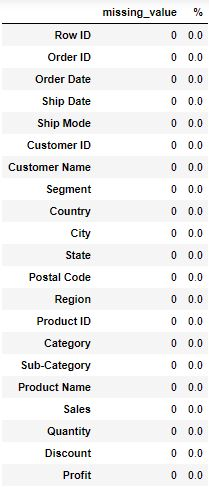 missing_value %
Row ID 0 0.0
Order ID 0 0.0
Order Date 0 0.0
Ship Date 0 0.0
Ship Mode 0 0.0
Customer ID 0 0.0
Customer Name 0 0.0
Segment 0 0.0
Country 0 0.0
City 0 0.0
State 0 0.0
Postal Code 0 0.0
Region 0 0.0
Product ID 0 0.0
Category 0 0.0
Sub-Category 0 0.0
Product Name 0 0.0
Sales 0 0.0
Quantity 0 0.0
Discount 0 0.0
Profit 0 0.0